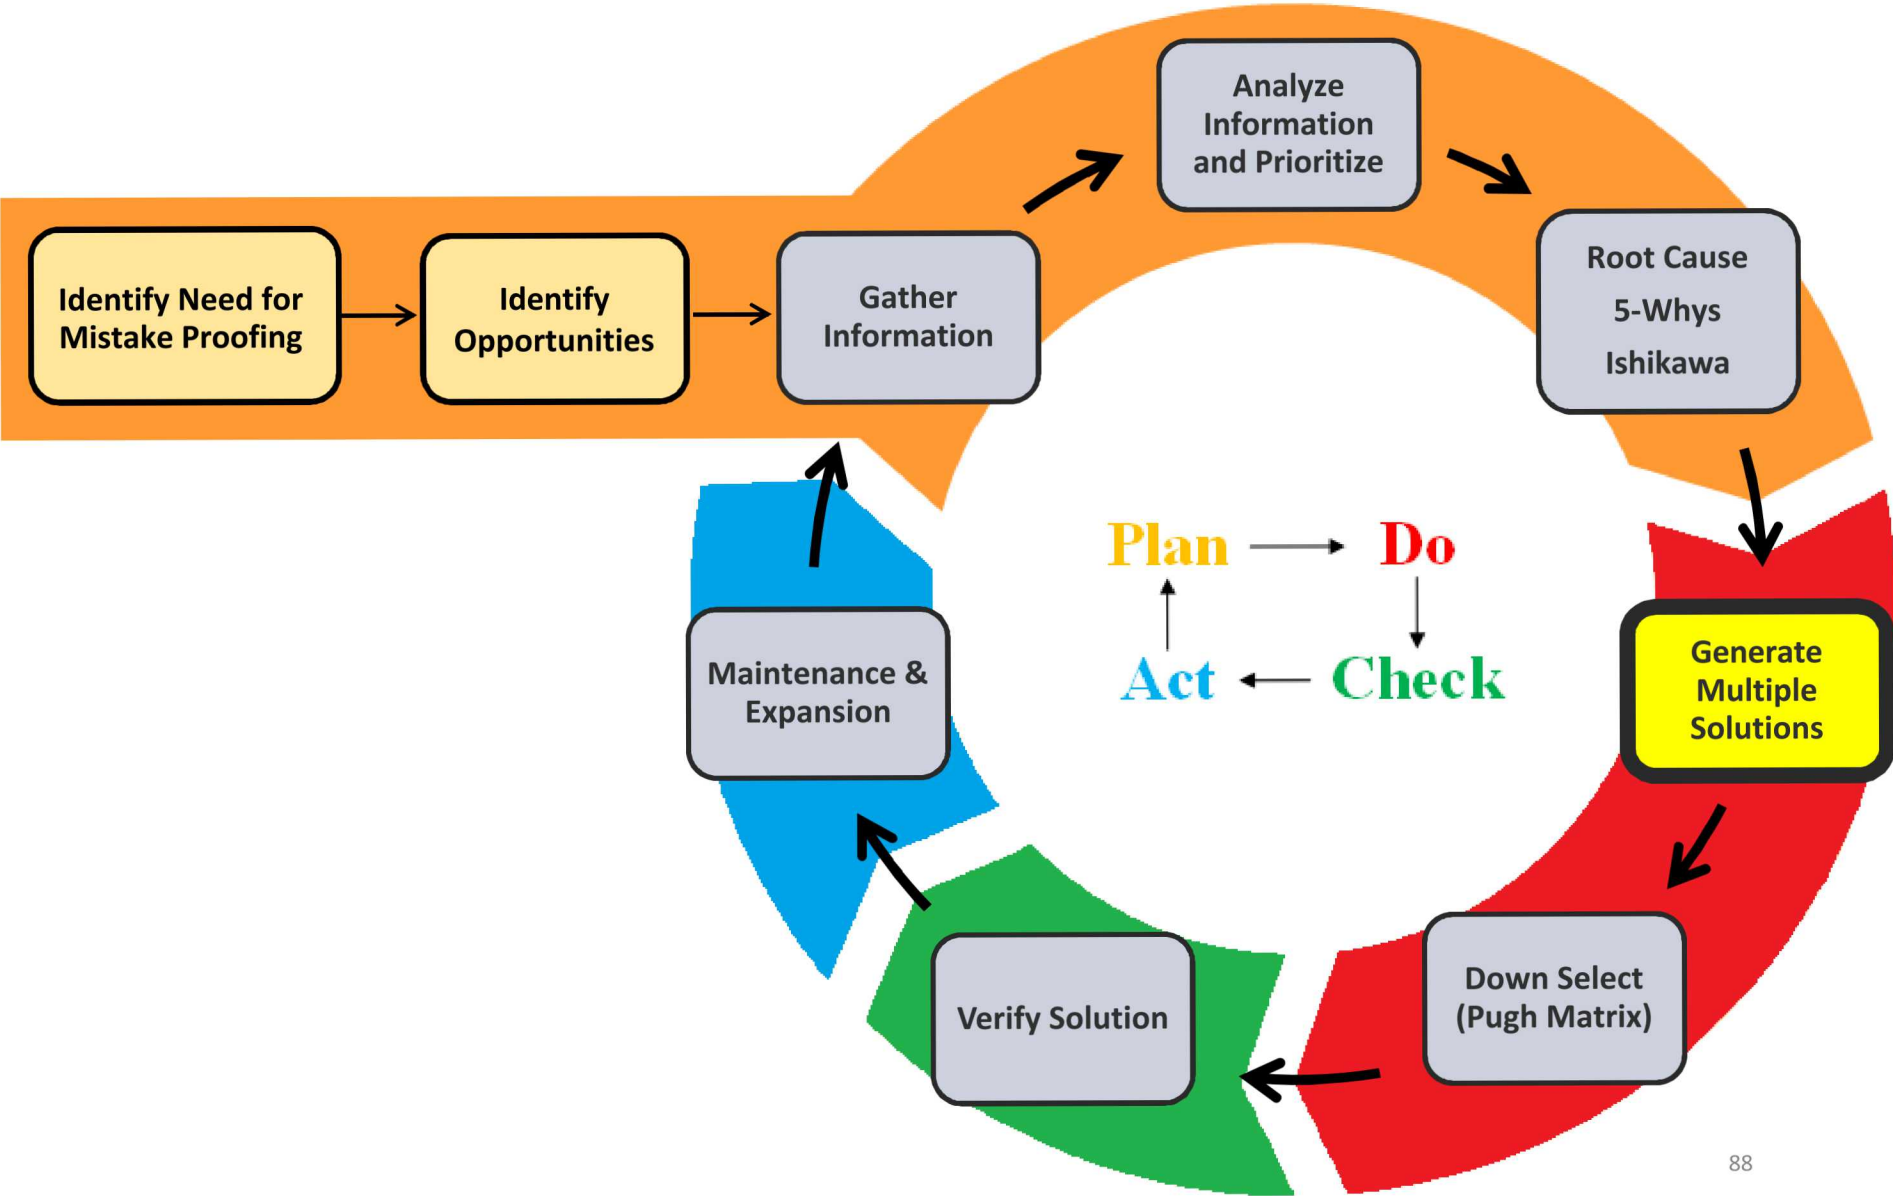 Identify Need for
Mistake Proofing
Identify
Opportunities
Gather
Information
Analyze
Information
and Prioritize
Root Cause
5-Whys
Ishikawa
Generate
Multiple
Solutions
Down Select
(Pugh Matrix)
Verify Solution
Maintenance &
Expansion
Plan
Do
Check
Act
88